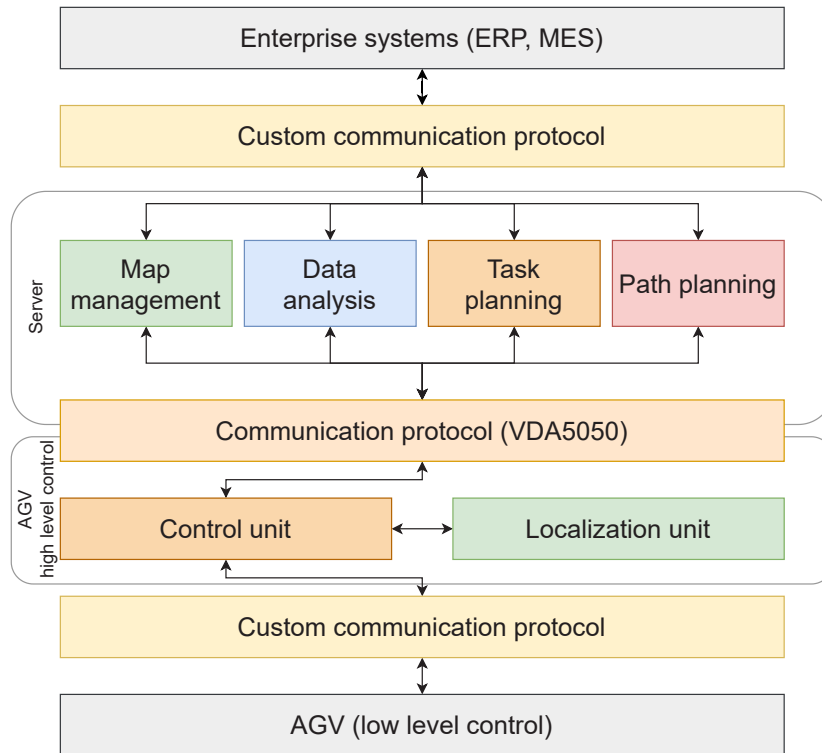 Enterprise systems (ERP, MES)
Custom communication protocol
Server
Map
management
Data
analysis
Task
planning
Path planning
Communication protocol (VDA5050)
AGV
high level control
Control unit
Localization unit
Custom communication protocol
AGV (low level control)